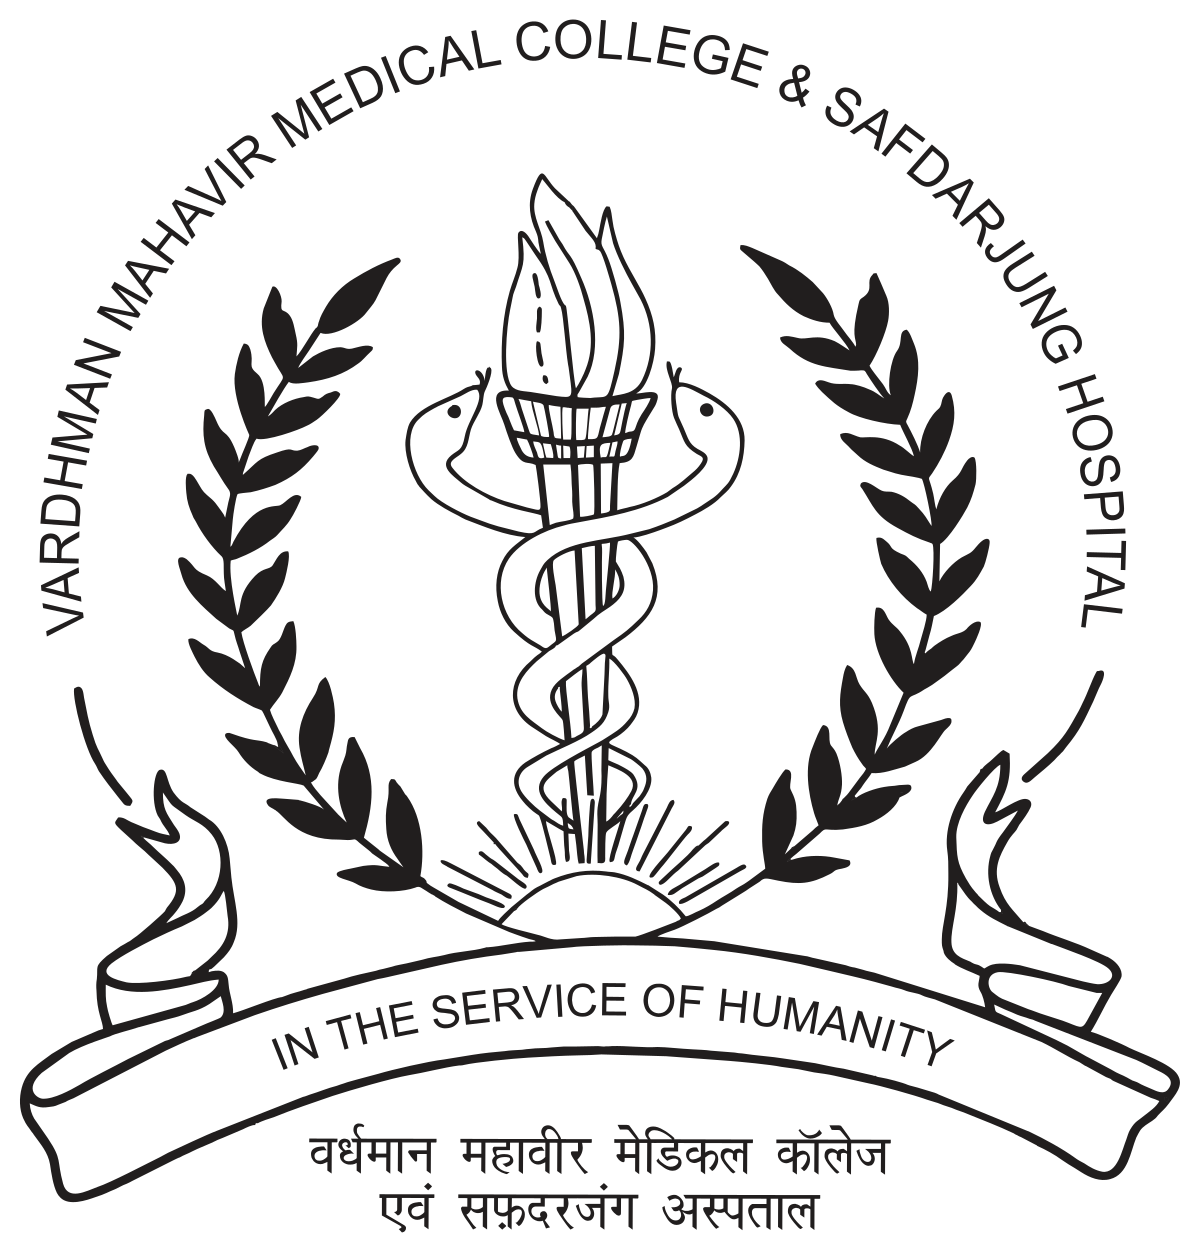 VARDHMAN MAHAVIR MEDICAL COLLEGE & SAFDARJUNG HOSPITAL
IN THE SERVICE OF HUMANITY
वर्धमान महावीर मेडिकल कॉलेज
एवं सफ़दरजंग अस्पताल